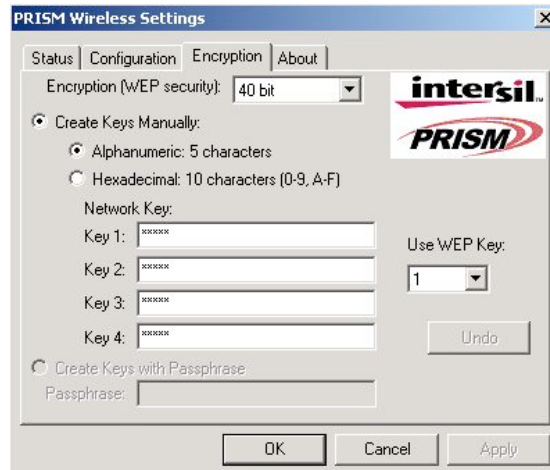 PRISM Wireless Settings
Status Configuration Encryption About
Encryption (WEP security): 40 bit
intersil™
PRISM
Create Keys Manually:
Alphanumeric: 5 characters
Hexadecimal: 10 characters (0-9, A-F)
Network Key:
Key 1: *****
Key 2: *****
Key 3: *****
Key 4: *****
Use WEP Key:
1
Undo
Create Keys with Passphrase
Passphrase:
OK Cancel Apply